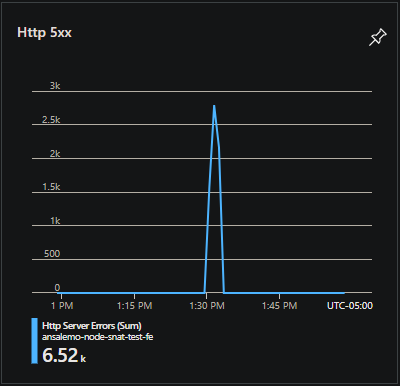 Http 5xx
3k
2.5k
2k
1.5k
1k
500
0
1 PM 1:15 PM 1:30 PM 1:45 PM UTC-05:00
Http Server Errors (Sum)
ansalemo-node-snat-test-fe
6.52 k